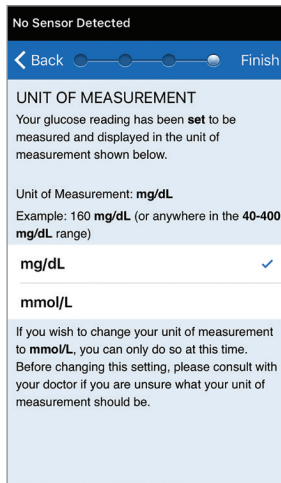 No Sensor Detected
Back
Finish
UNIT OF MEASUREMENT
Your glucose reading has been set to be
measured and displayed in the unit of
measurement shown below.
Unit of Measurement: mg/dL
Example: 160 mg/dL (or anywhere in the 40-400
mg/dL range)
mg/dL
mmol/L
If you wish to change your unit of measurement
to mmol/L, you can only do so at this time.
Before changing this setting, please consult with
your doctor if you are unsure what your unit of
measurement should be.